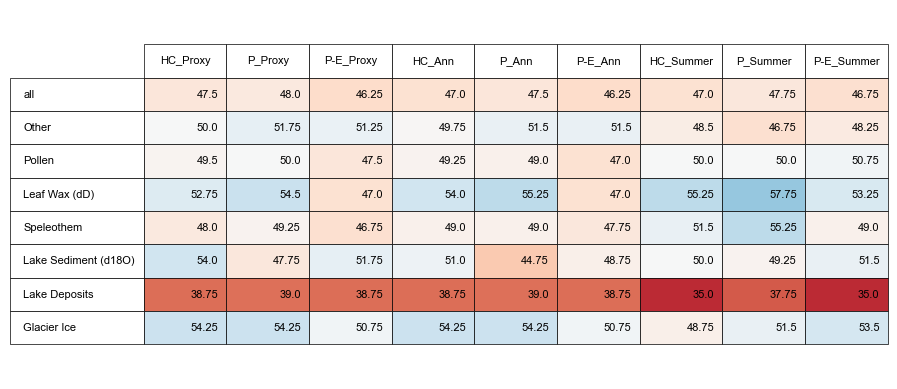 HC_Proxy P_Proxy P-E_Proxy HC_Ann P_Ann P-E_Ann HC_Summer P_Summer P-E_Summer
all 47.5 48.0 46.25 47.0 47.5 46.25 47.0 47.75 46.75
Other 50.0 51.75 51.25 49.75 51.5 51.5 48.5 46.75 48.25
Pollen 49.5 50.0 47.5 49.25 49.0 47.0 50.0 50.0 50.75
Leaf Wax (dD) 52.75 54.5 47.0 54.0 55.25 47.0 55.25 57.75 53.25
Speleothem 48.0 49.25 46.75 49.0 49.0 47.75 51.5 55.25 49.0
Lake Sediment (d18O) 54.0 47.75 51.75 51.0 44.75 48.75 50.0 49.25 51.5
Lake Deposits 38.75 39.0 38.75 38.75 39.0 38.75 35.0 37.75 35.0
Glacier Ice 54.25 54.25 50.75 54.25 54.25 50.75 48.75 51.5 53.5